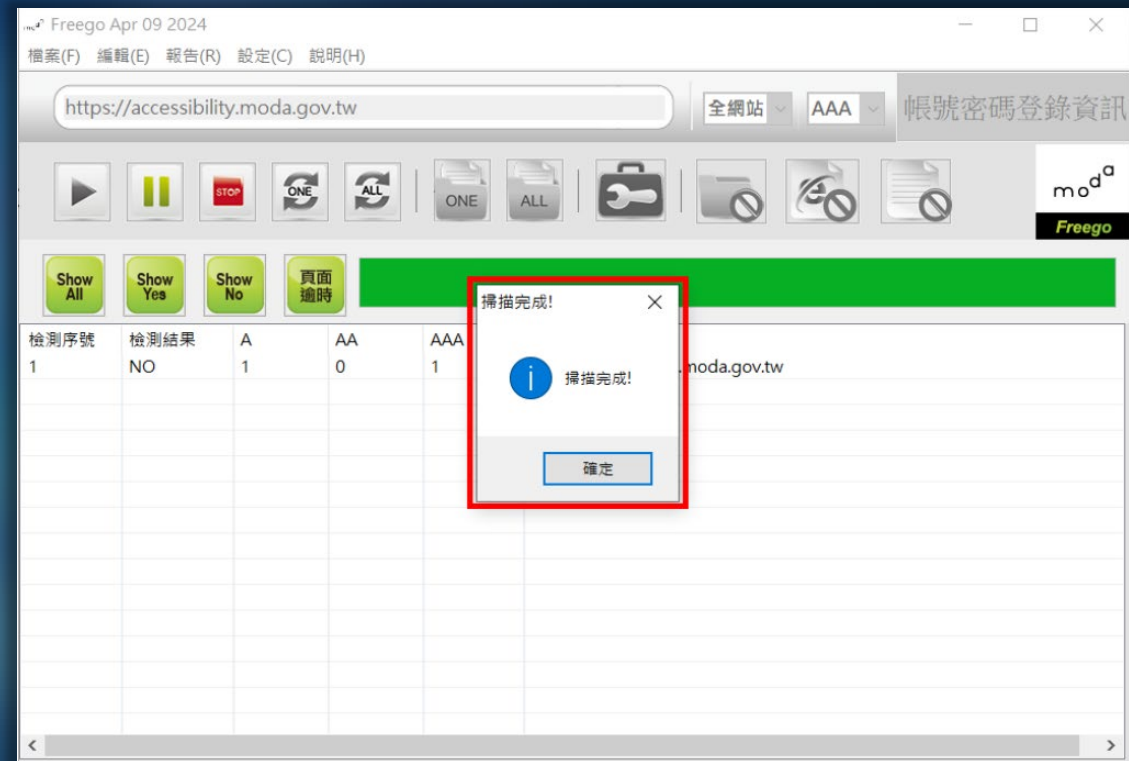 moda Freego Apr 09 2024
檔案(F) 編輯(E) 報告(R) 設定(C) 說明(H)
https://accessibility.moda.gov.tw 全網站 AAA 帳號密碼登錄資訊
STOP ONE ALL ONE ALL moda
Freego
Show All Show Yes Show No 頁面逾時
掃描完成!
檢測序號 檢測結果 A AA AAA
1 NO 1 0 1 .moda.gov.tw
掃描完成!
確定